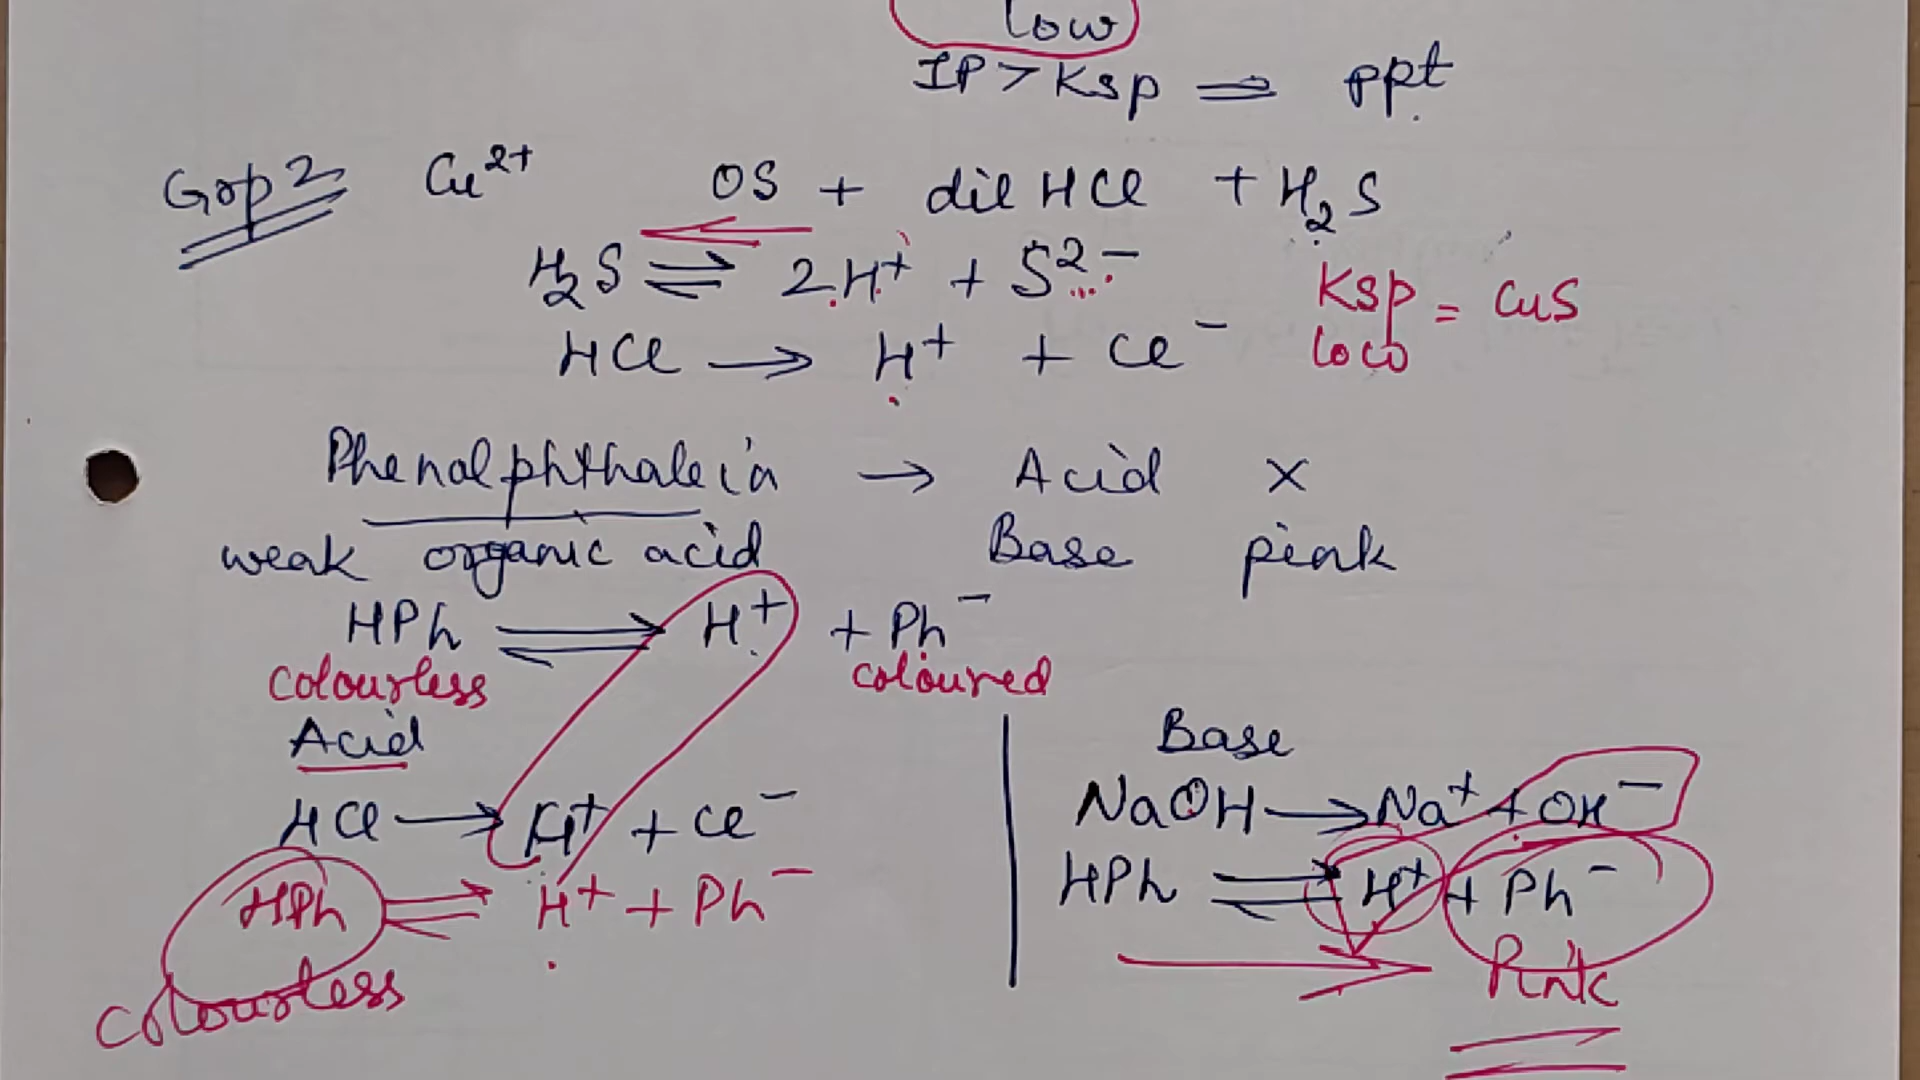 low
IP > Ksp ⇒ ppt
Grp 2 Cu²⁺ OS + dil HCl + H₂S
H₂S ⇌ 2H⁺ + S²⁻ Ksp = CuS
HCl → H⁺ + Cl⁻ low
Phenalphthalein → Acid ×
weak organic acid Base pink
HPh ⇌ H⁺ + Ph⁻
Colourless coloured
Acid
HCl → H⁺ + Cl⁻
HPh ⇌ H⁺ + Ph⁻
Colourless
Base
NaOH → Na⁺ + OH⁻
HPh ⇌ H⁺ + Ph⁻
Pink